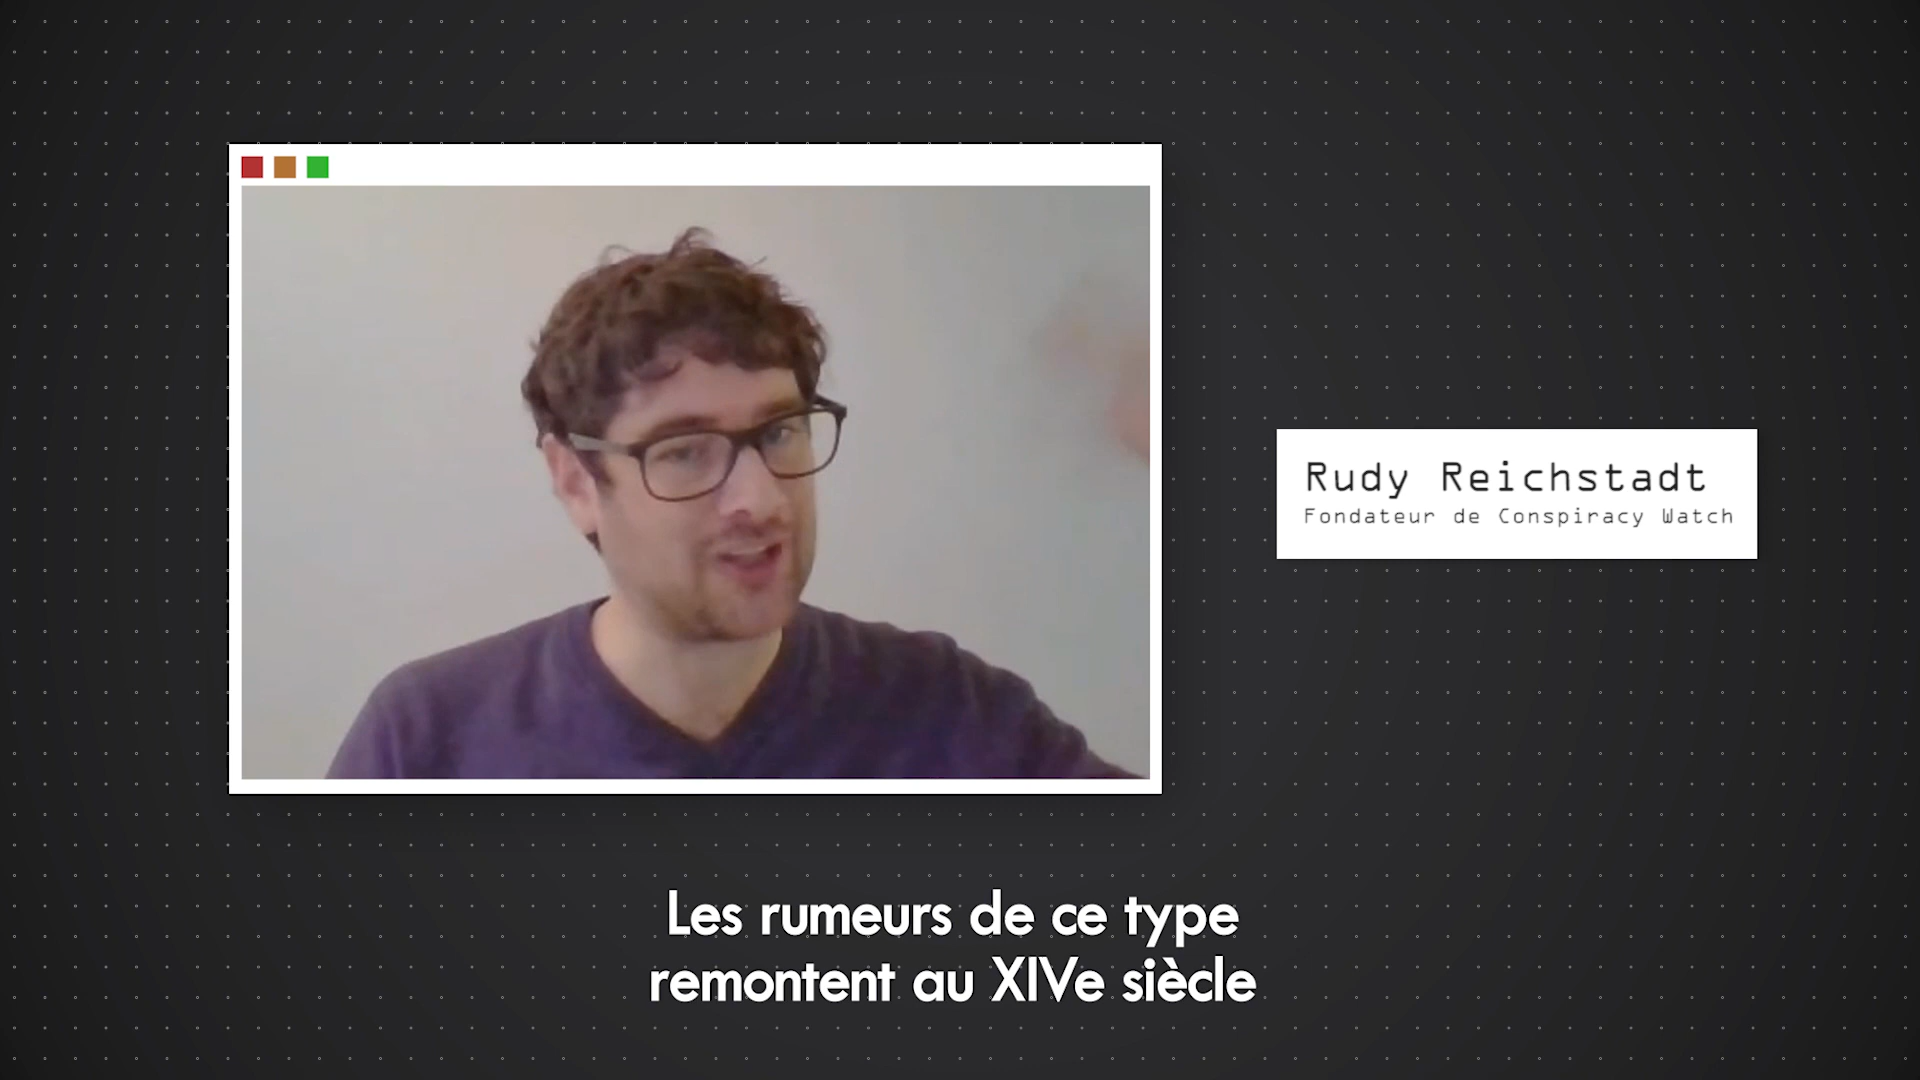 Rudy Reichstadt
Fondateur de Conspiracy Watch
Les rumeurs de ce type
remontent au XIVe siècle